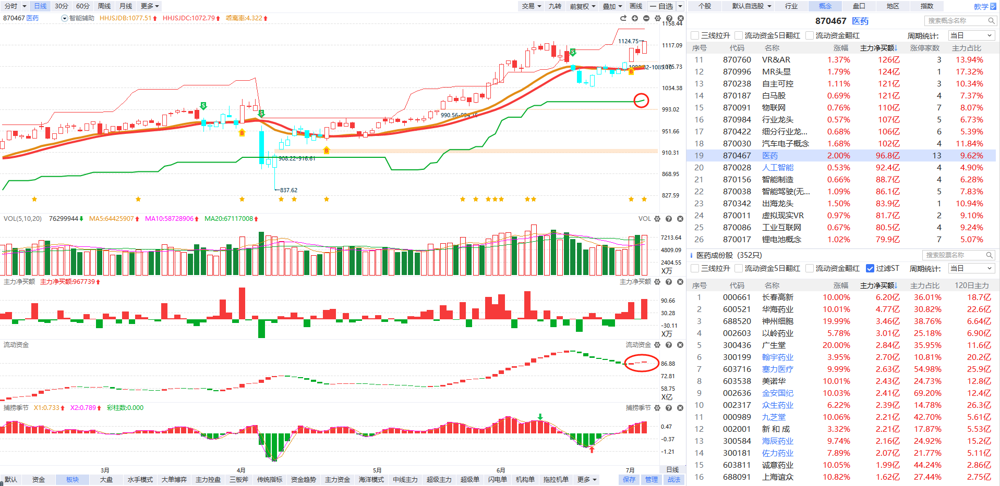 分时 日线 30分 60分 周线 月线 更多 交易 九转 前复权 叠加 画线 自选
870467 医药 智能辅助 HHJSJDB:1077.51 HHJSJDC:1072.79 乖离率:4.322
1158.44
1124.75
1117.09
1075.73
1034.38
990.56-994.15
993.02
951.66
910.31
908.22-916.61
868.95
837.62
827.59
VOL(5,10,20) 76299944 MA5:64425907 MA10:58728906 MA20:67117008 VOL
7213.64
4809.09
2404.55
X万
主力净买额 主力净买额:967739 主力净买额
90.66
30.28
-30.11
X万
流动资金 流动资金
86.88
72.81
58.75
X亿
捕捞季节 X1:0.733 X2:0.789 彩柱数:0.000 捕捞季节
0.47
-0.37
-1.21
3月 4月 5月 6月 7月 日线
默认 资金 板块 大盘 水手模式 大单博弈 主力控盘 三板斧 传统指标 资金趋势 主力资金 海洋模式 中线主力 超级主力 超级单 闪电单 机构单 拖拉机单 更多 保存 管理 战法
个股 默认自选股 行业 概念 盘口 地区 指数 教学
870467 医药 搜索概念名称
三线拉升 流动资金5日翻红 流动资金翻红 周期统计: 当日
序号 代码 名称 涨幅 主力净买额↓ 涨停家数 主力占比
11 870760 VR&AR 1.37% 126亿 3 13.94%
12 870996 MR头显 1.79% 124亿 1 17.32%
13 870238 自主可控 1.11% 121亿 3 10.34%
14 870187 白马股 0.69% 121亿 4 7.37%
15 870091 物联网 0.76% 110亿 7 8.07%
16 870984 行业龙头 0.57% 107亿 5 6.73%
17 870422 细分行业龙... 0.68% 106亿 6 5.39%
18 870030 汽车电子概念 1.68% 102亿 4 11.84%
19 870467 医药 2.00% 96.8亿 13 9.62%
20 870028 人工智能 0.53% 92.4亿 4 4.90%
21 870156 智能制造 0.66% 88.7亿 4 6.28%
22 870038 智能驾驶(无... 1.09% 86.1亿 5 7.83%
23 870342 出海龙头 1.50% 83.9亿 1 10.94%
24 870011 虚拟现实VR 0.97% 81.7亿 2 9.10%
25 870086 工业互联网 0.67% 80.5亿 4 9.24%
26 870017 锂电池概念 1.02% 79.9亿 7 5.07%
医药成份股 (352只) 搜索股票名称
三线拉升 流动资金5日翻红 流动资金翻红 过滤ST 周期统计: 当日
序号 代码 名称 涨幅 主力净买额↓ 主力占比 120日主力
1 000661 长春高新 10.00% 6.20亿 36.01% 18.7亿
2 600521 华海药业 10.01% 4.77亿 30.82% 22.6亿
3 688520 神州细胞 19.99% 3.46亿 38.76% 6.64亿
4 002603 以岭药业 5.78% 3.01亿 25.18% 6.90亿
5 300436 广生堂 20.00% 2.84亿 35.95% 11.6亿
6 300199 翰宇药业 3.95% 2.70亿 10.81% 20.2亿
7 603716 塞力医疗 9.99% 2.63亿 54.98% 25.9亿
8 603538 美诺华 10.01% 2.43亿 24.73% 12.8亿
9 002636 金安国纪 10.03% 2.41亿 69.20% 12.4亿
10 002317 众生药业 6.22% 2.39亿 14.78% 26.3亿
11 000989 九芝堂 10.06% 2.21亿 42.70% 5.61亿
12 002001 新 和 成 3.32% 2.21亿 17.87% 5.53亿
13 300584 海辰药业 9.74% 2.16亿 24.92% 15.2亿
14 300181 佐力药业 7.89% 2.07亿 21.77% 5.11亿
15 603811 诚意药业 10.05% 1.99亿 44.24% 2.86亿
16 688091 上海谊众 10.82% 1.62亿 27.44% 2.75亿